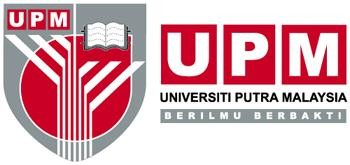 UPM
UPM
UNIVERSITI PUTRA MALAYSIA
BERILMU BERBAKTI